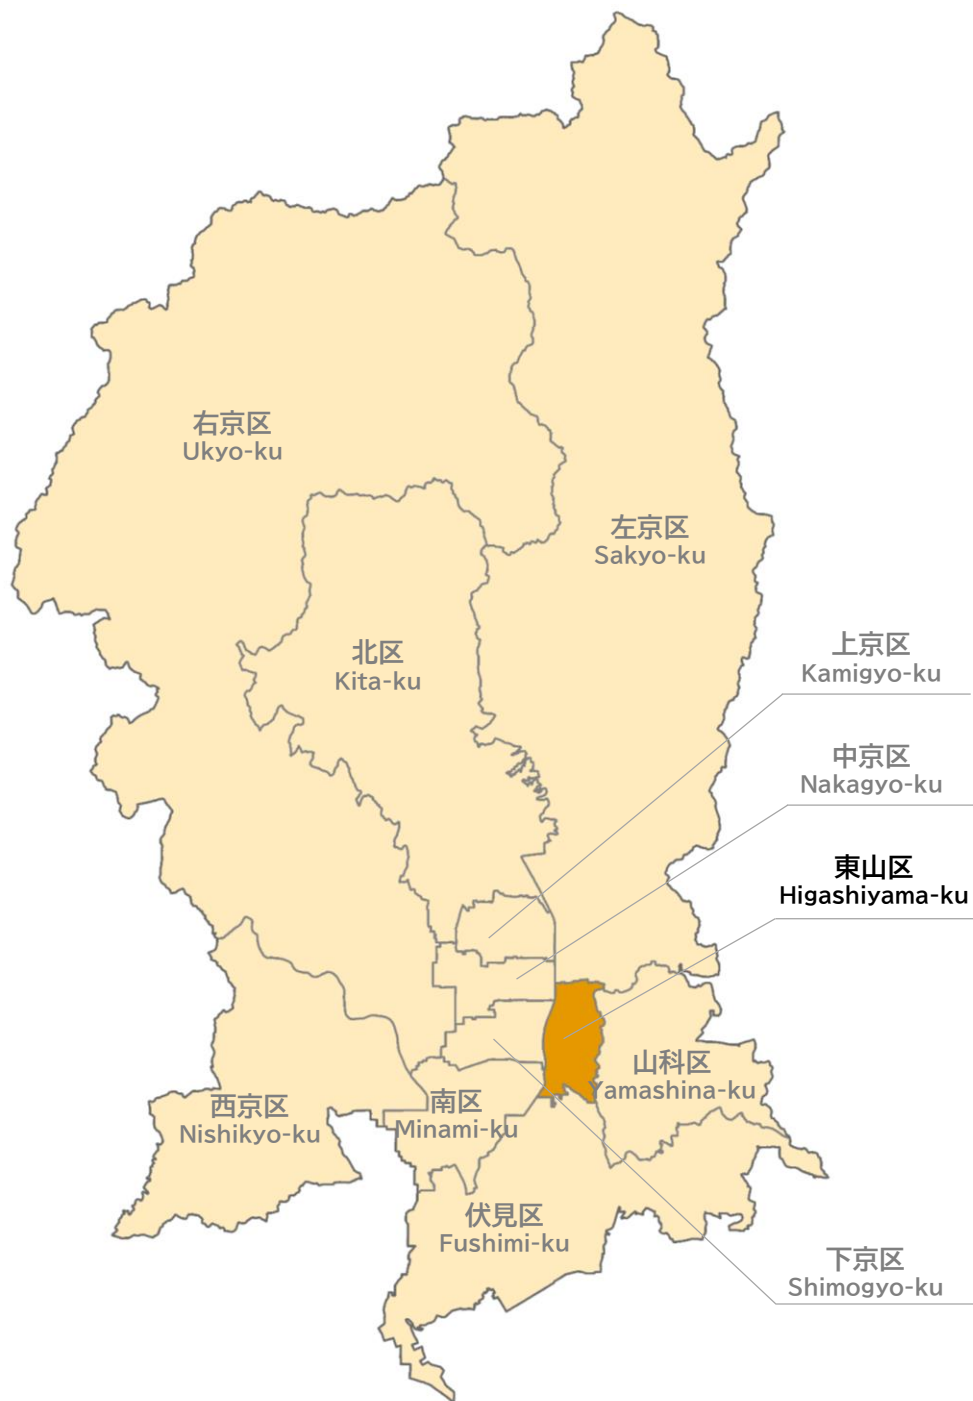 右京区
Ukyo-ku
左京区
Sakyo-ku
北区
Kita-ku
上京区
Kamigyo-ku
中京区
Nakagyo-ku
東山区
Higashiyama-ku
山科区
Yamashina-ku
西京区
Nishikyo-ku
南区
Minami-ku
伏見区
Fushimi-ku
下京区
Shimogyo-ku